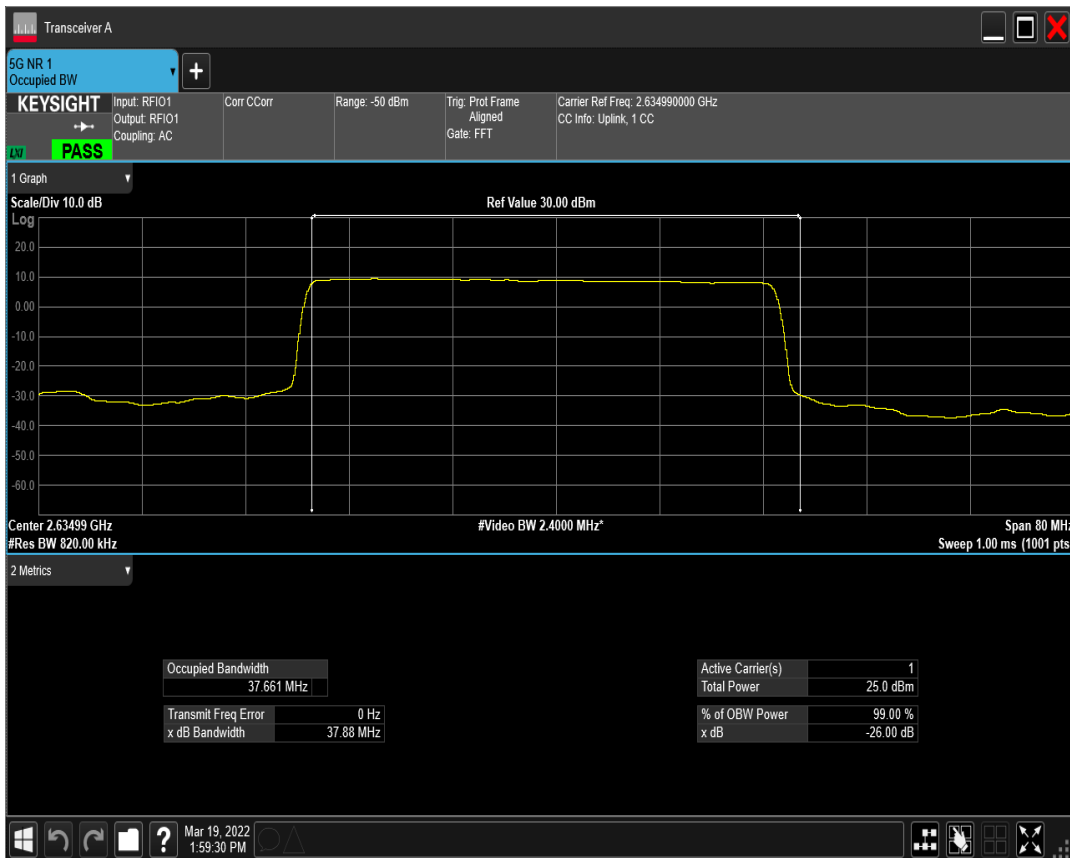 Transceiver A
5G NR 1
Occupied BW
KEYSIGHT
LXI
PASS
Input: RFIO1
Output: RFIO1
Coupling: AC
Corr CCorr
Range: -50 dBm
Trig: Prot Frame
Aligned
Gate: FFT
Carrier Ref Freq: 2.634990000 GHz
CC Info: Uplink, 1 CC
1 Graph
Scale/Div 10.0 dB
Ref Value 30.00 dBm
Log
20.0
10.0
0.00
-10.0
-20.0
-30.0
-40.0
-50.0
-60.0
Center 2.63499 GHz
#Video BW 2.4000 MHz*
Span 80 MHz
#Res BW 820.00 kHz
Sweep 1.00 ms (1001 pts
2 Metrics
Occupied Bandwidth
37.661 MHz
Transmit Freq Error 0 Hz
x dB Bandwidth 37.88 MHz
Active Carrier(s) 1
Total Power 25.0 dBm
% of OBW Power 99.00 %
x dB -26.00 dB
?
Mar 19, 2022
1:59:30 PM